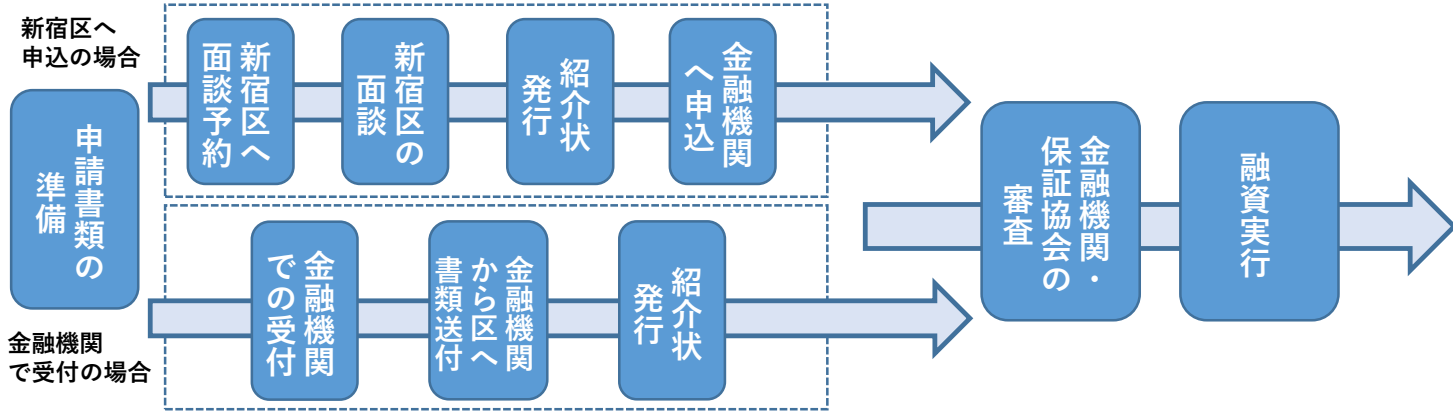 新宿区へ
申込の場合
申請書類の
準備
新宿区へ
面談予約
新宿区の
面談
紹介状
発行
金融機関
へ申込
金融機関
での受付
金融機関
から区へ
書類送付
紹介状
発行
金融機関
で受付の場合
金融機関・
保証協会の
審査
融資実行